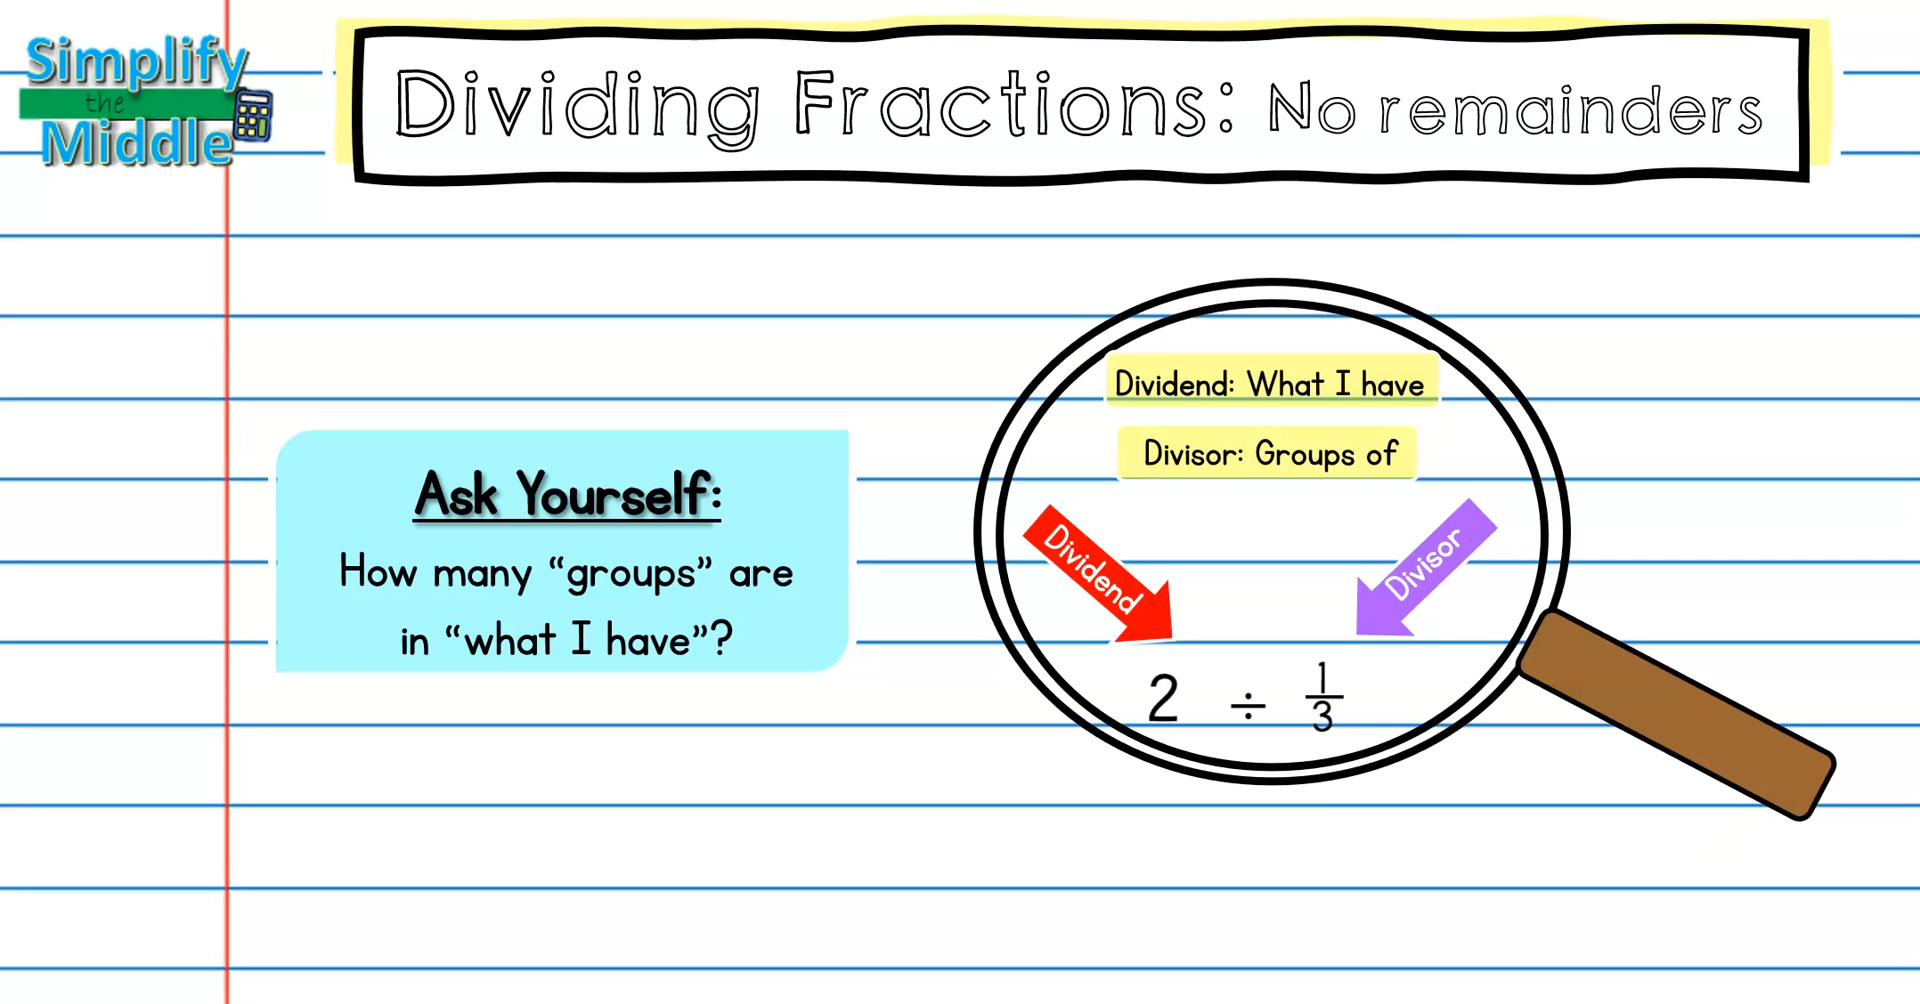 Simplify
the
Middle
Dividing Fractions: No remainders
Ask Yourself:
How many “groups” are
in “what I have”?
Dividend: What I have
Divisor: Groups of
Dividend
Divisor
2 ÷ 1/3